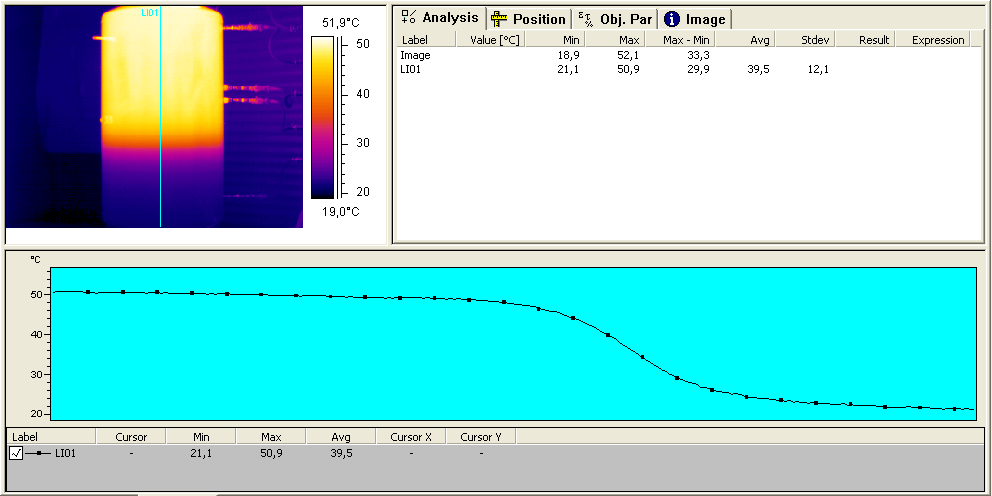 51,9°C
LI01
50
40
30
20
19,0°C
Analysis Position Obj. Par Image
Label Value [°C] Min Max Max - Min Avg Stdev Result Expression
Image 18,9 52,1 33,3
LI01 21,1 50,9 29,9 39,5 12,1
°C
50
40
30
20
Label Cursor Min Max Avg Cursor X Cursor Y
LI01 - 21,1 50,9 39,5 - -